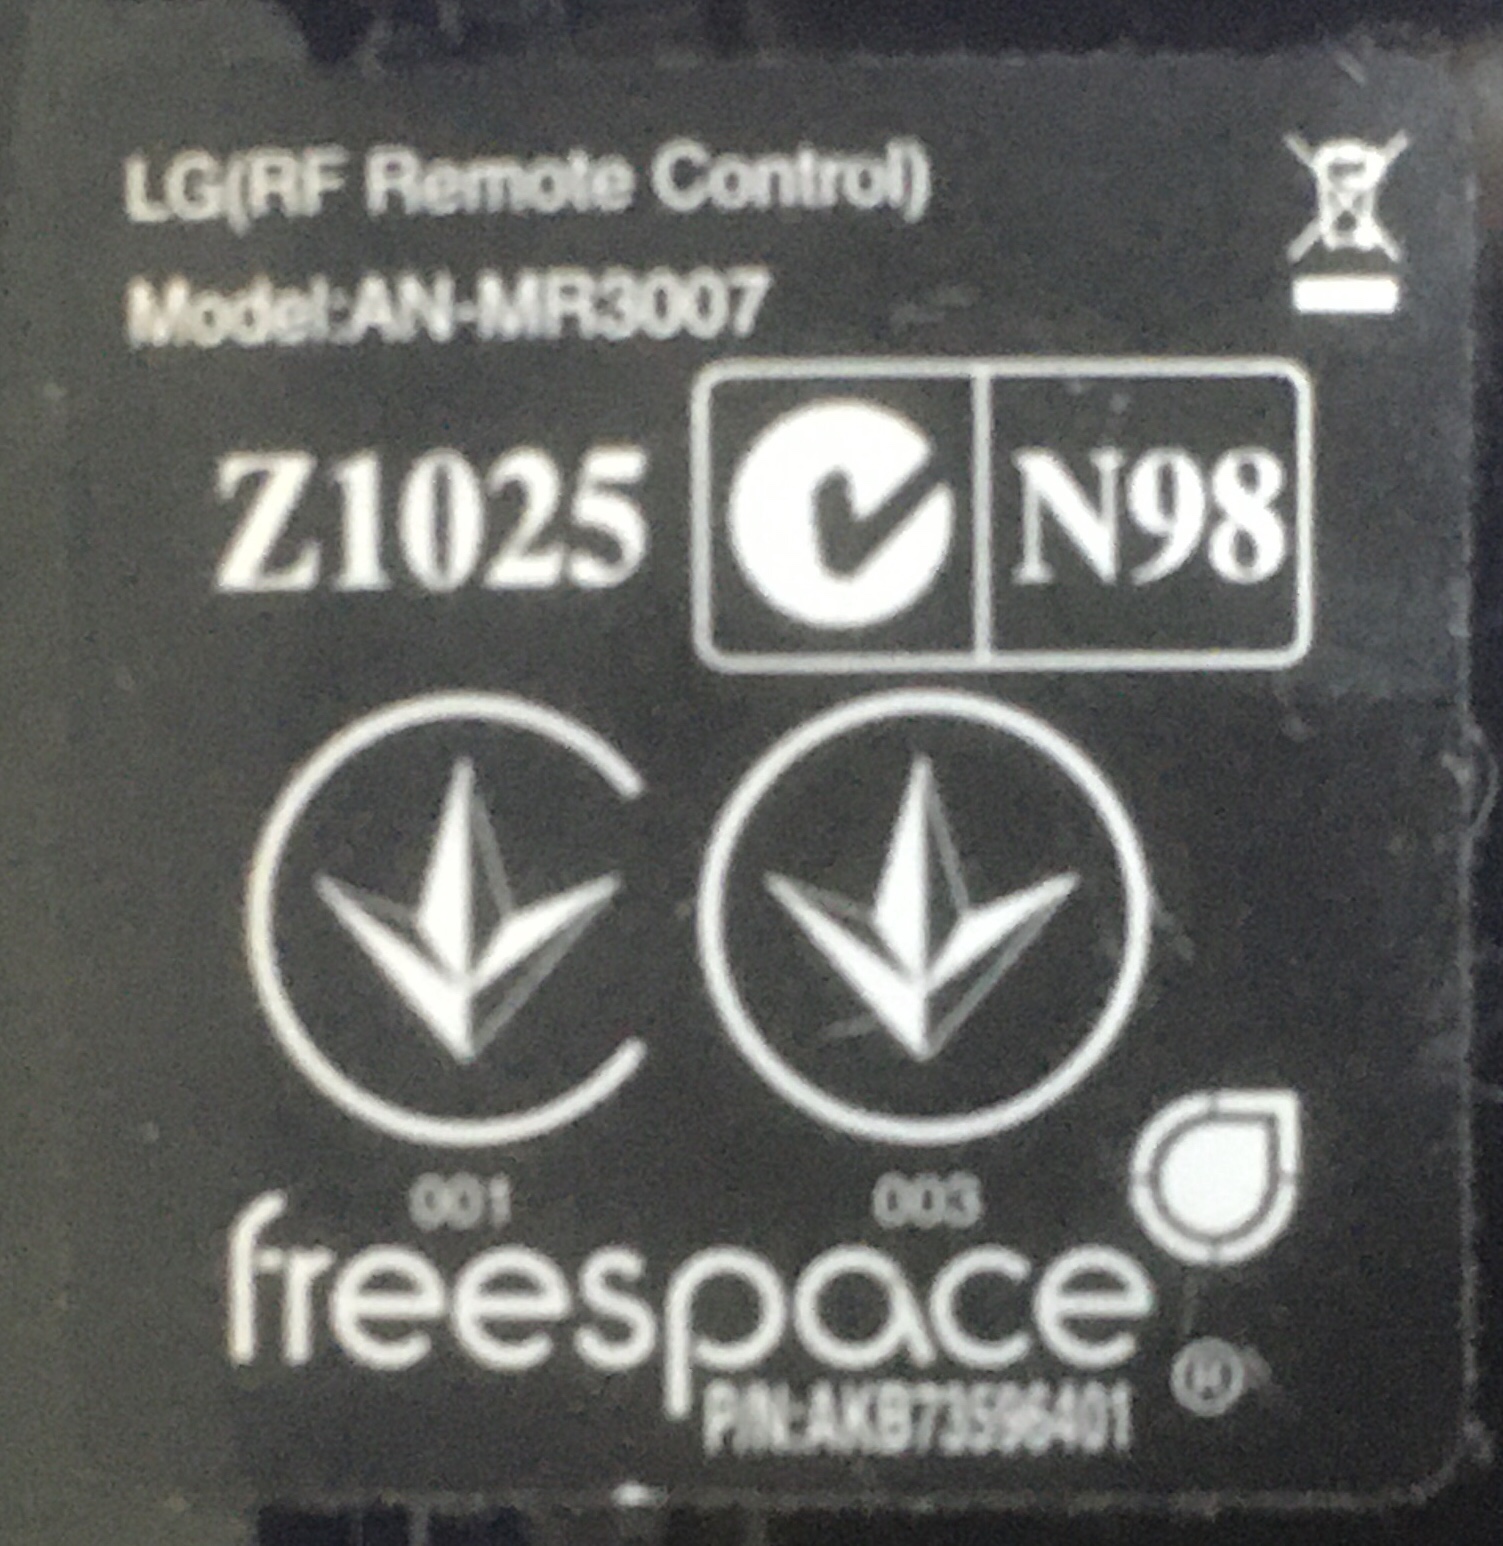 LG(RF Remote Control)
Model:AN-MR3007
Z1025
N98
001
003
freespace
®
P/N:AKB73596401